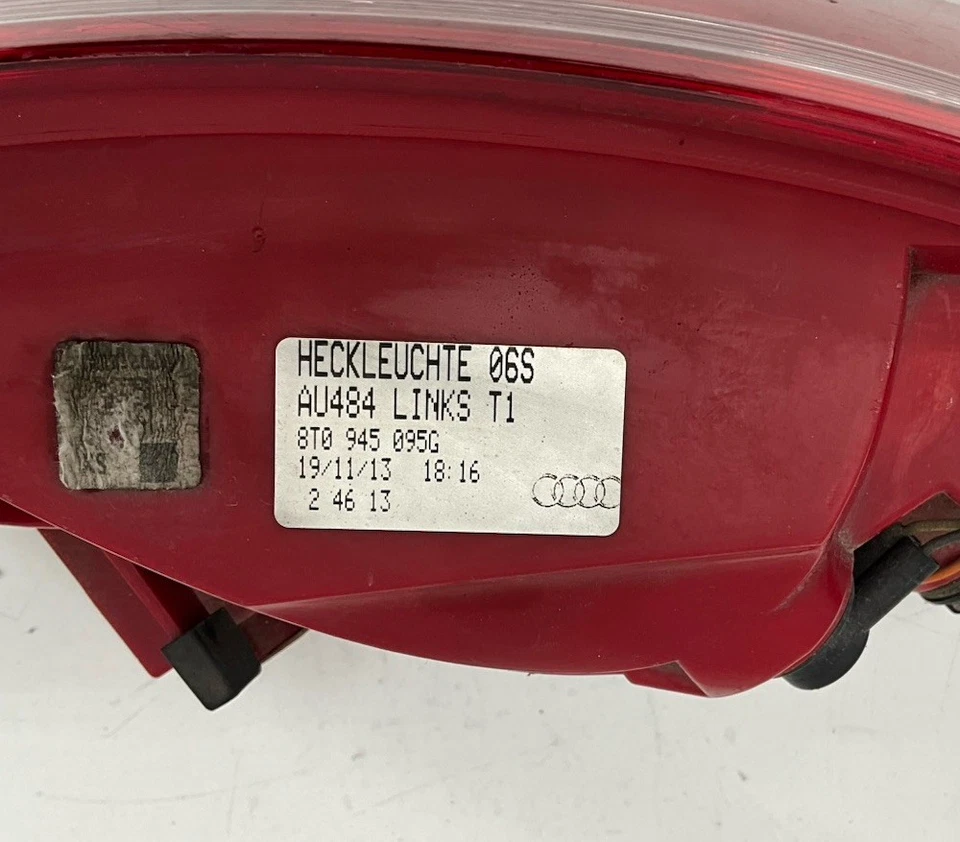 HECKLEUCHTE 06S
AU484 LINKS T1
8T0 945 095G
19/11/13 18:16
2 46 13